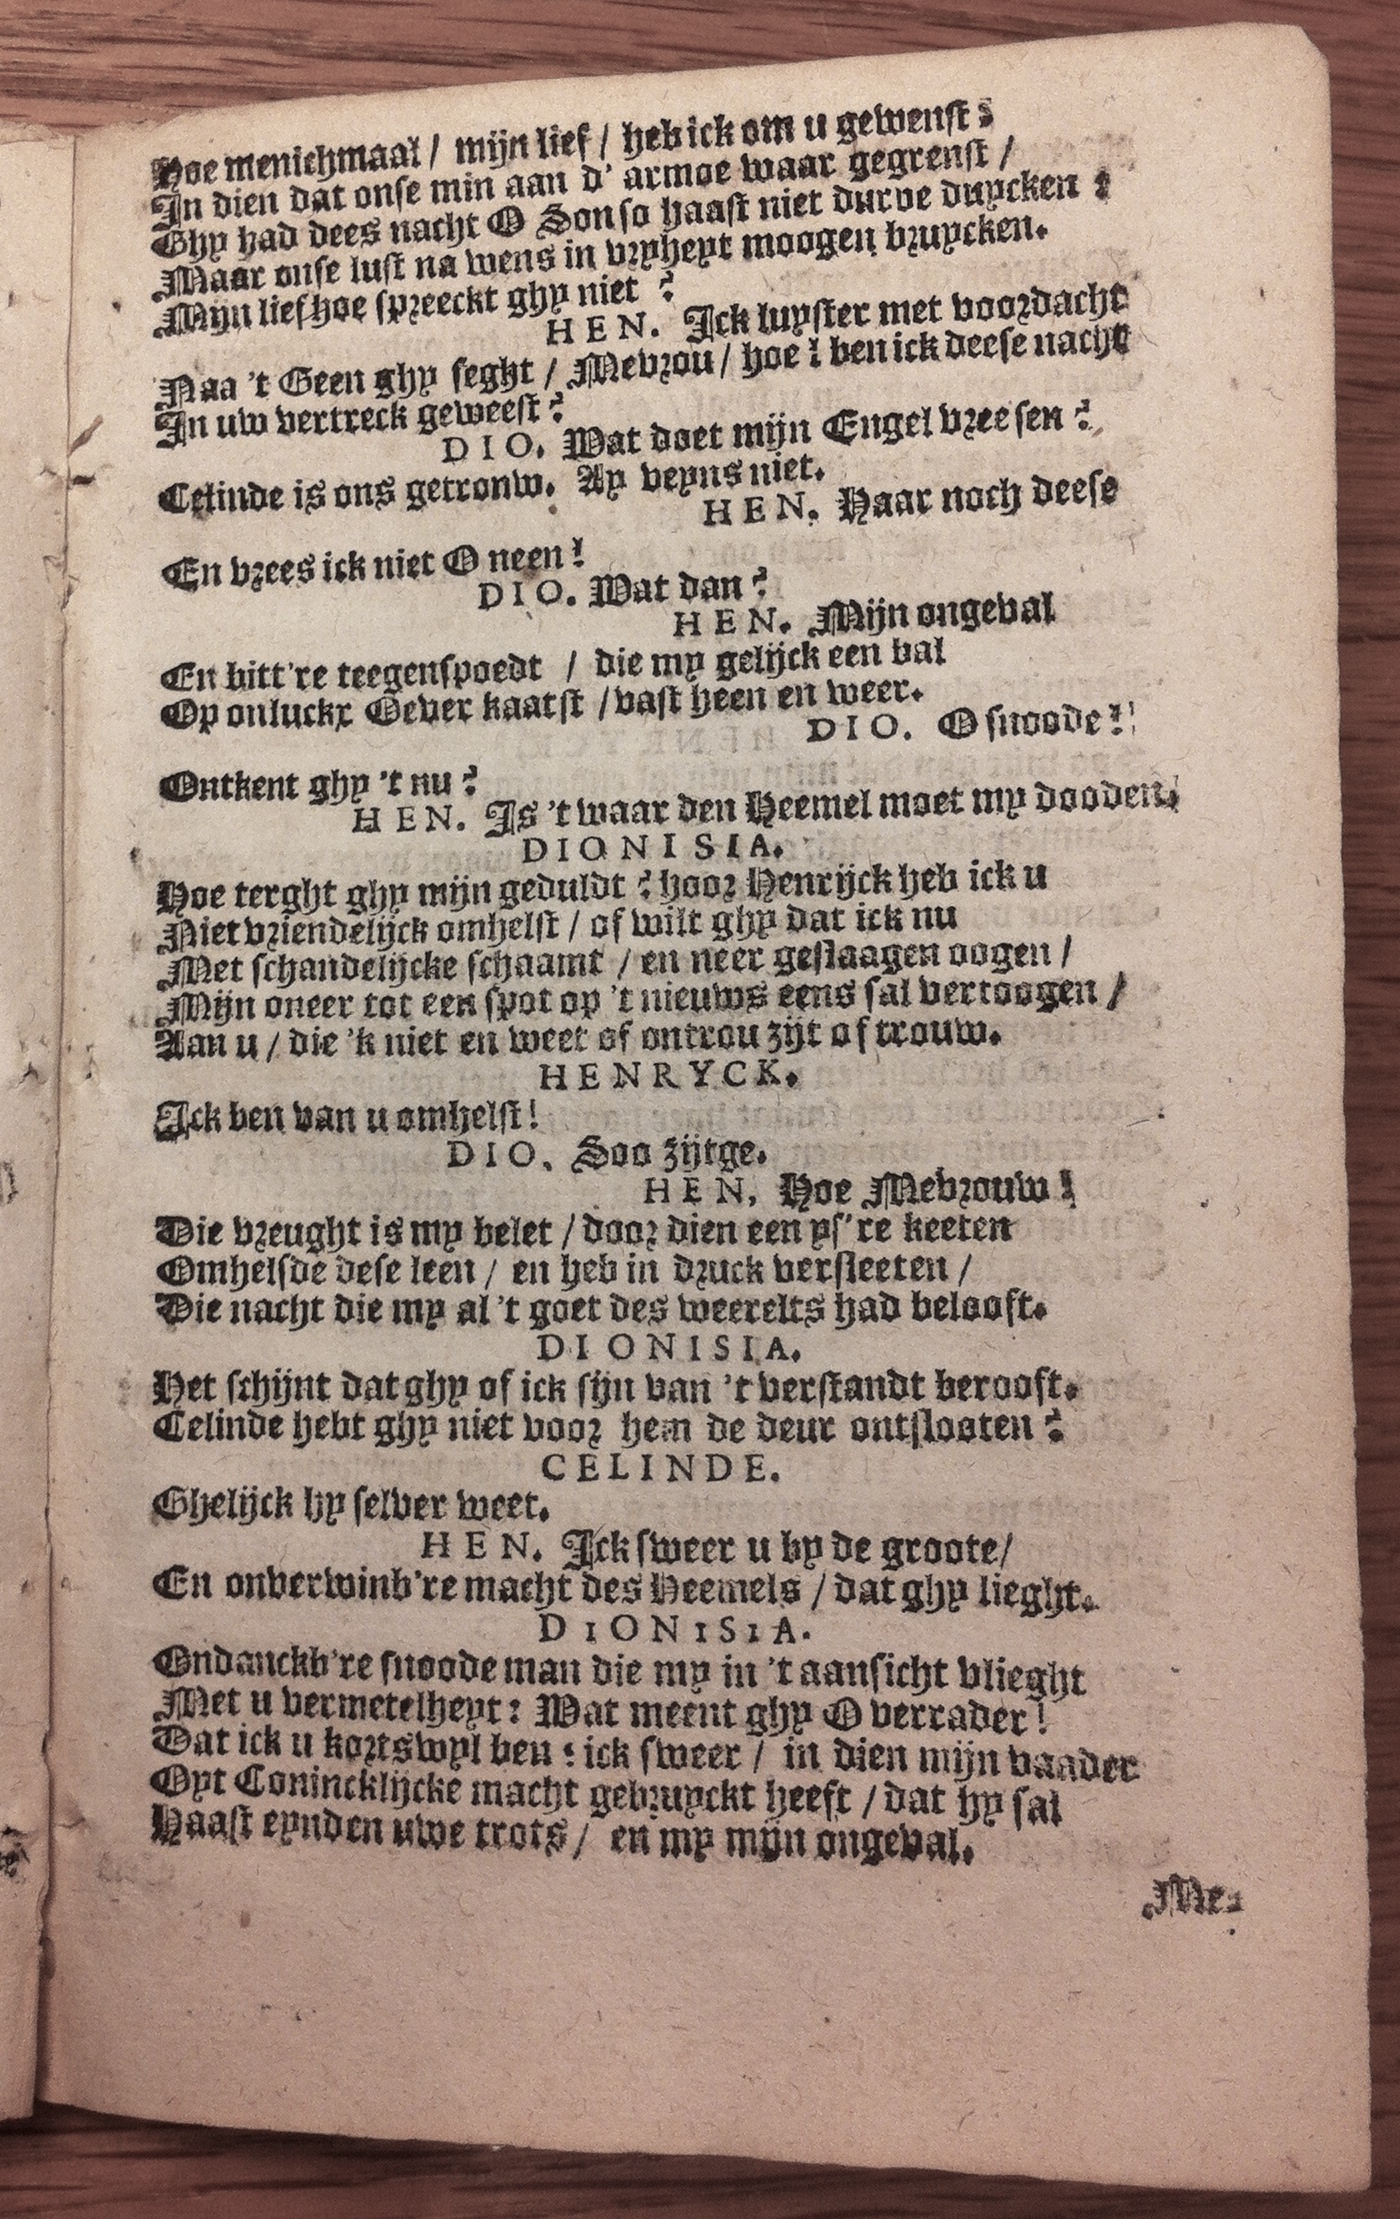 Hoe menichmaal / mijn lief / heb ick om u gewenst?
In dien dat onse min aan d' armoe waar gegrenst /
Ghy had dees nacht O Son so haast niet durve duycken :
Maar onse lust na wens in vryheyt moogen bruycken.
Mijn lief hoe spreeckt ghy niet ?
HEN. Ick luyster met voordacht
Naa 't Geen ghy seght / Mevrou / hoe ! ben ick deese nacht
In uw vertreck geweest ?
DIO. Wat doet mijn Engel vreesen ?
Celinde is ons getronw. Ay veyns niet.
HEN. Haar noch deese
En vrees ick niet O neen !
DIO. Wat dan ?
HEN. Mijn ongeval
En bitt're teegenspoedt / die my gelijck een bal
Op onluckx Oever kaatst / vast heen en weer.
DIO. O snoode !
Ontkent ghy 't nu ?
HEN. Is 't waar den Heemel moet my dooden.
DIONISIA.
Hoe terght ghy mijn geduldt ? hoor Henrijck heb ick u
Niet vriendelijck omhelst / of wilt ghy dat ick nu
Met schandelijcke schaamt / en neer geslaagen oogen /
Mijn oneer tot een spot op 't nieuws eens sal vertoogen /
Aan u / die 'k niet en weet of ontrou zijt of trouw.
HENRYCK.
Ick ben van u omhelst !
DIO. Soo zijtge.
HEN, Hoe Mevrouw !
Die vreught is my belet / door dien een ys're keeten
Omhelsde dese leen / en heb in druck versleeten /
Die nacht die my al 't goet des weerelts had belooft.
DIONISIA.
Het schijnt dat ghy of ick sijn van 't verstandt berooft.
Celinde hebt ghy niet voor hem de deur ontslooten ?
CELINDE.
Ghelijck hy selver weet.
HEN. Ick sweer u by de groote /
En onverwinb're macht des Heemels / dat ghy lieght.
DIONISIA.
Ondanckb're snoode man die my in 't aansicht vlieght
Met u vermetelheyt : Wat meent ghy O verrader !
Dat ick u kortswyl ben : ick sweer / in dien mijn vaader
Oyt Conincklijcke macht gebruyckt heeft / dat hy sal
Haast eynden uwe trots / en my mijn ongeval.
Me-